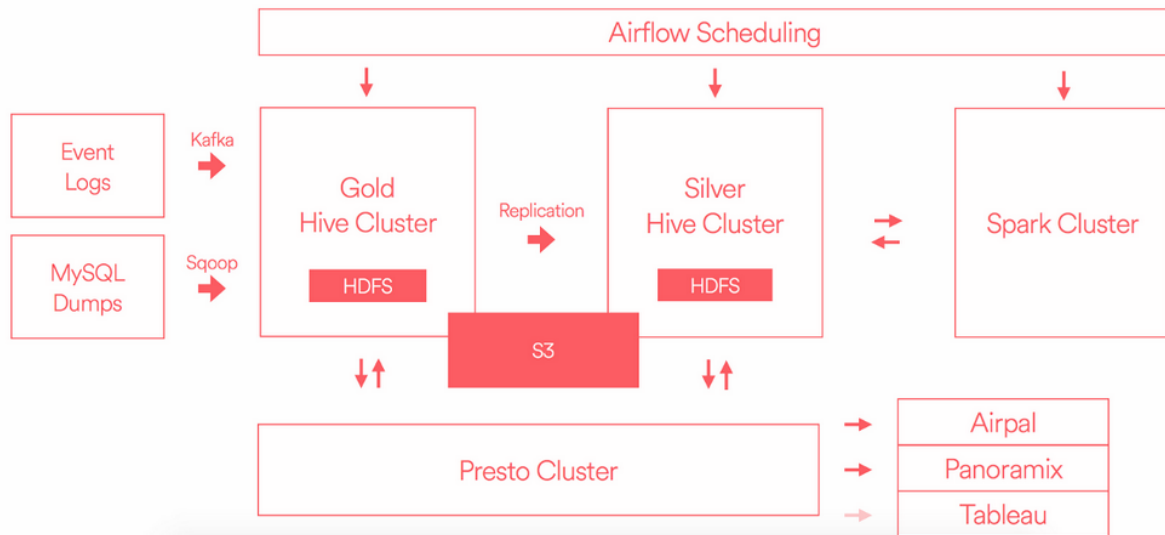 Airflow Scheduling
Event
Logs
Kafka
Gold
Hive Cluster
HDFS
Replication
Silver
Hive Cluster
HDFS
Spark Cluster
MySQL
Dumps
Sqoop
S3
Presto Cluster
Airpal
Panoramix
Tableau